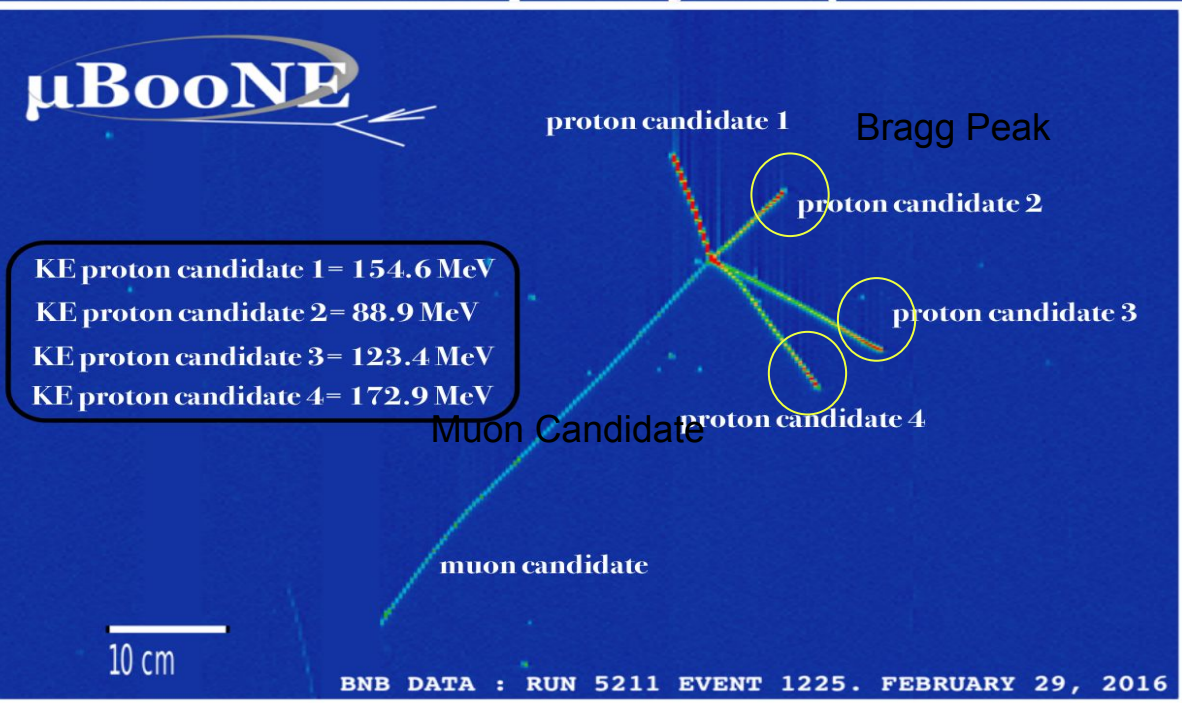 µBooNE
proton candidate 1
Bragg Peak
proton candidate 2
KE proton candidate 1= 154.6 MeV
KE proton candidate 2= 88.9 MeV
KE proton candidate 3= 123.4 MeV
KE proton candidate 4= 172.9 MeV
proton candidate 3
Muon Candidate
proton candidate 4
muon candidate
10 cm
BNB DATA : RUN 5211 EVENT 1225. FEBRUARY 29, 2016